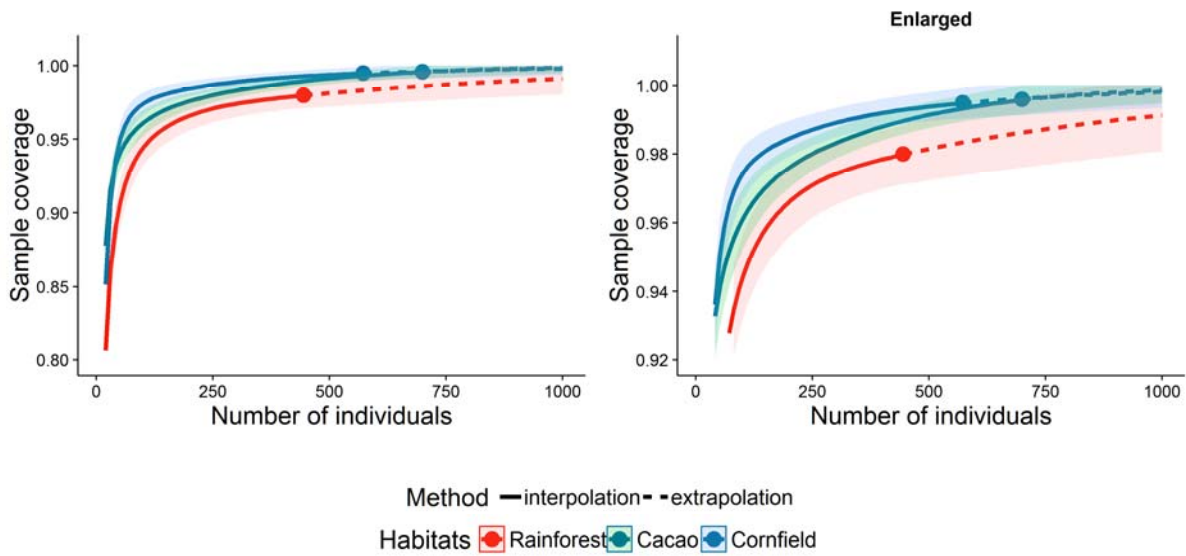 Enlarged
1.00
0.95
0.90
0.85
0.80
Sample coverage
0 250 500 750 1000
Number of individuals
1.00
0.98
0.96
0.94
0.92
Sample coverage
0 250 500 750 1000
Number of individuals
Method interpolation extrapolation
Habitats Rainforest Cacao Cornfield